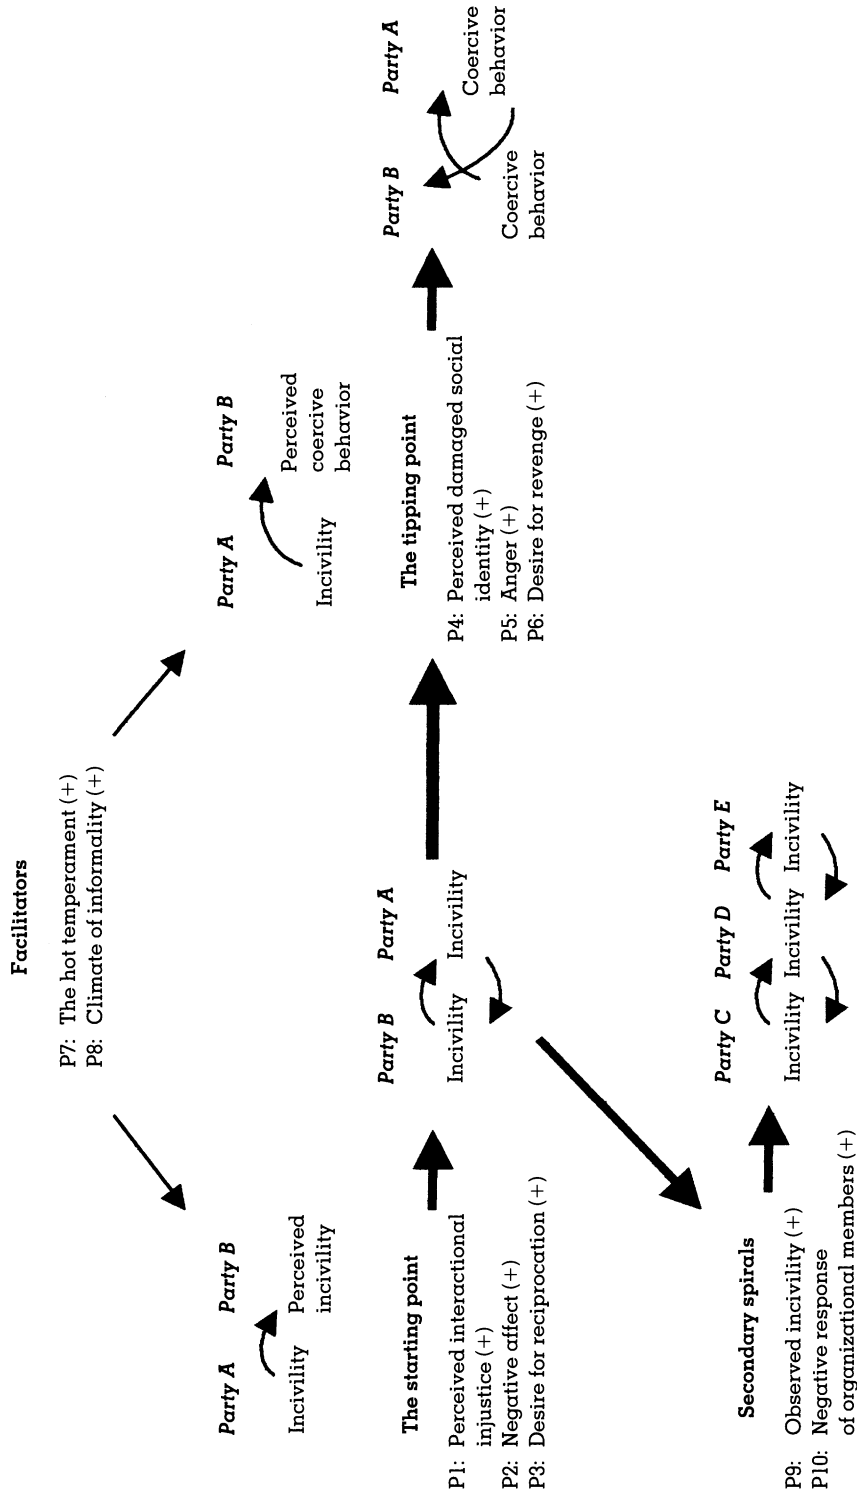 Facilitators
P7: The hot temperament (+)
P8: Climate of informality (+)
Party A
Party B
Incivility
Perceived
incivility
Party A
Party B
Incivility
Perceived
coercive
behavior
The starting point
P1: Perceived interactional
injustice (+)
P2: Negative affect (+)
P3: Desire for reciprocation (+)
Party B
Party A
Incivility
Incivility
The tipping point
P4: Perceived damaged social
identity (+)
P5: Anger (+)
P6: Desire for revenge (+)
Party B
Party A
Coercive
behavior
Coercive
behavior
Secondary spirals
P9: Observed incivility (+)
P10: Negative response
of organizational members (+)
Party C
Party D
Party E
Incivility
Incivility
Incivility